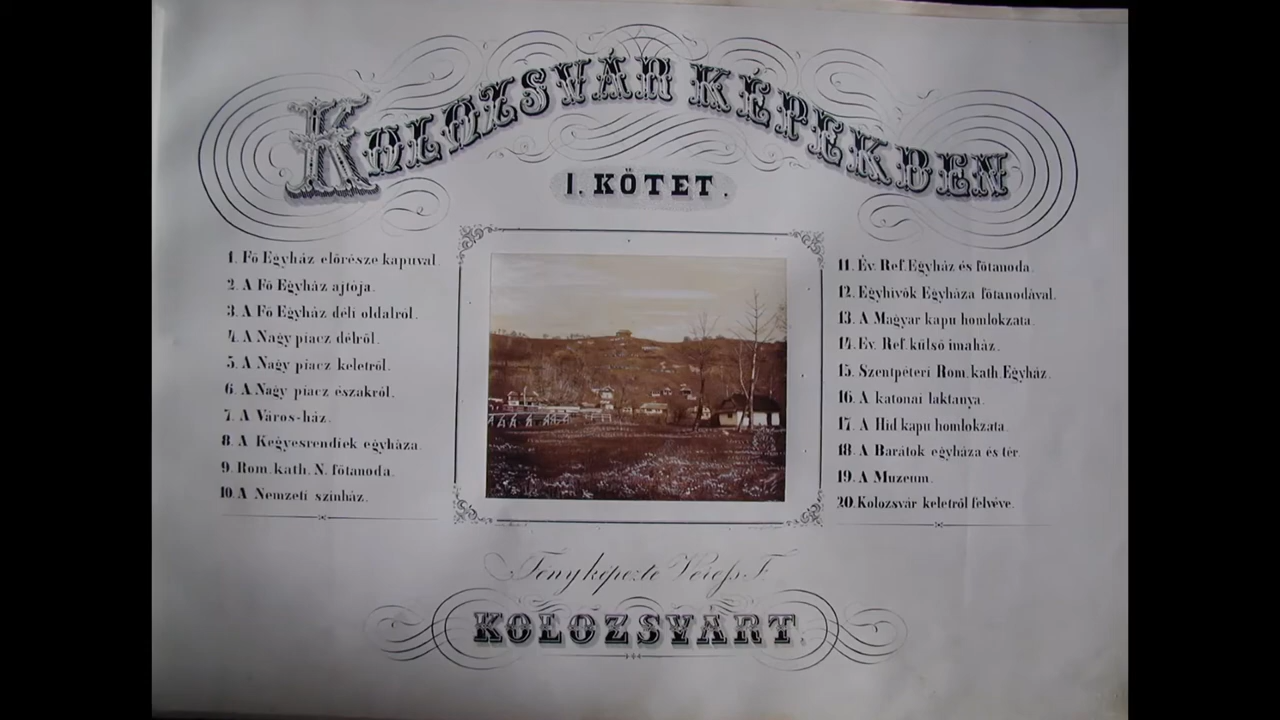 KOLOZSVÁR KÉPEKBEN
I. KÖTET.
1. Fő Egyház előrésze kapuval.
2. A Fő Egyház ajtója.
3. A Fő Egyház déli oldalról.
4. A Nagy piacz délről.
5. A Nagy piacz keletről.
6. A Nagy piacz északról.
7. A Város-ház.
8. A Kegyesrendiek egyháza.
9. Rom. kath. N. főtanoda.
10. A Nemzeti szinház.
11. Év. Ref. Egyház és főtanoda.
12. Egyhivők Egyháza főtanodával.
13. A Magyar kapu homlokzata.
14. Ev. Ref. külső imaház.
15. Szentpéteri Rom. kath. Egyház.
16. A katonai laktanya.
17. A Hid kapu homlokzata.
18. A Barátok egyháza és tér.
19. A Muzeum.
20. Kolozsvár keletről felvéve.
Fényképezte Veress F.
KOLOZSVÁRT.